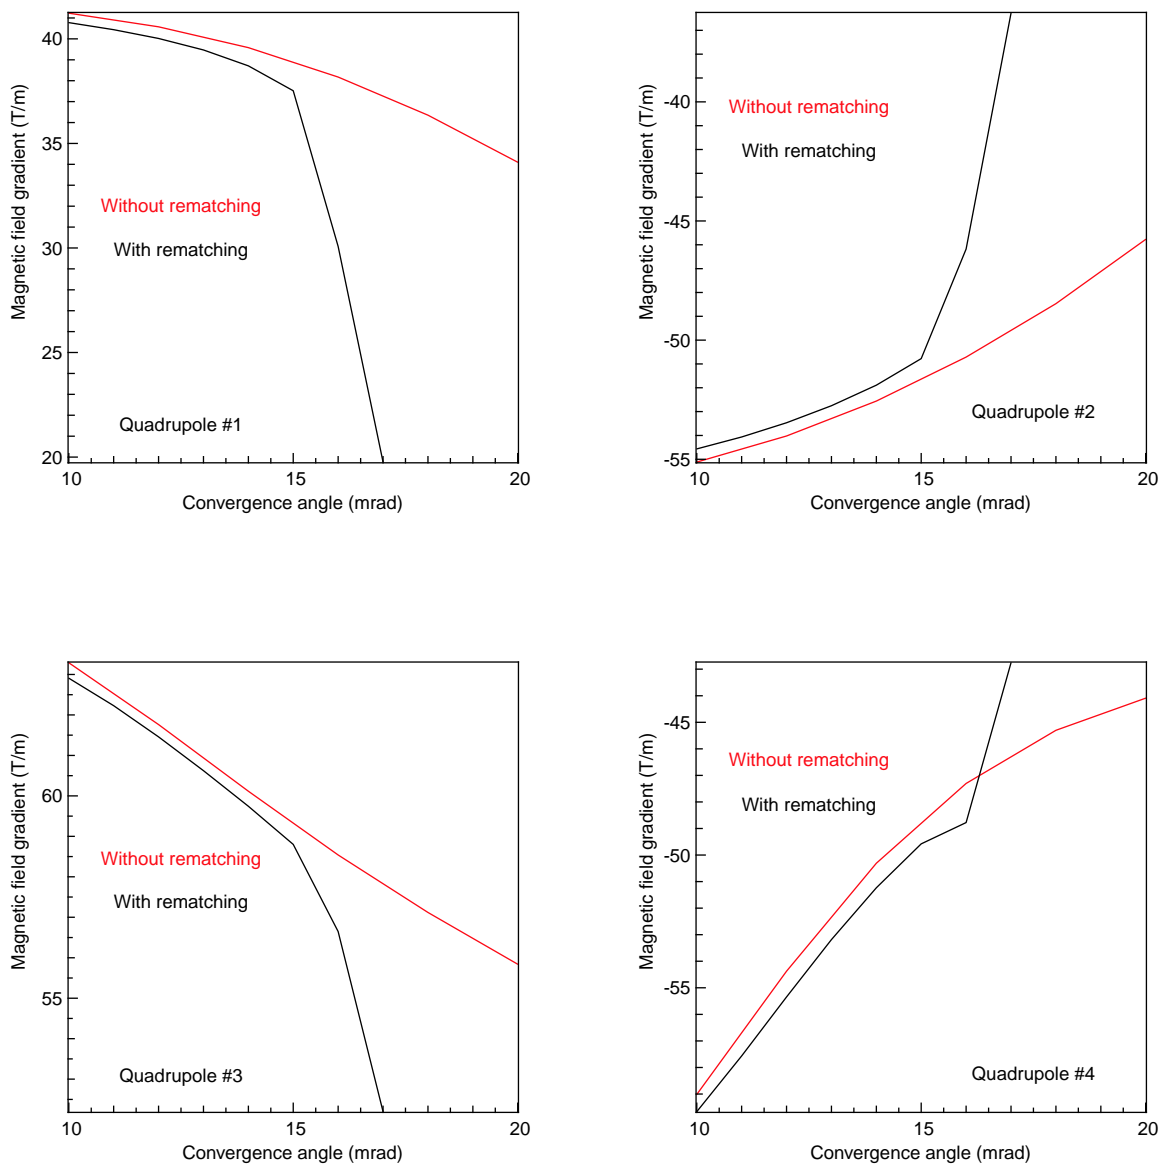 40
35
30
25
20
Magnetic field gradient (T/m)
Without rematching
With rematching
Quadrupole #1
10
15
20
Convergence angle (mrad)
-40
-45
-50
-55
Magnetic field gradient (T/m)
Without rematching
With rematching
Quadrupole #2
10
15
20
Convergence angle (mrad)
60
55
Magnetic field gradient (T/m)
Without rematching
With rematching
Quadrupole #3
10
15
20
Convergence angle (mrad)
-45
-50
-55
Magnetic field gradient (T/m)
Without rematching
With rematching
Quadrupole #4
10
15
20
Convergence angle (mrad)